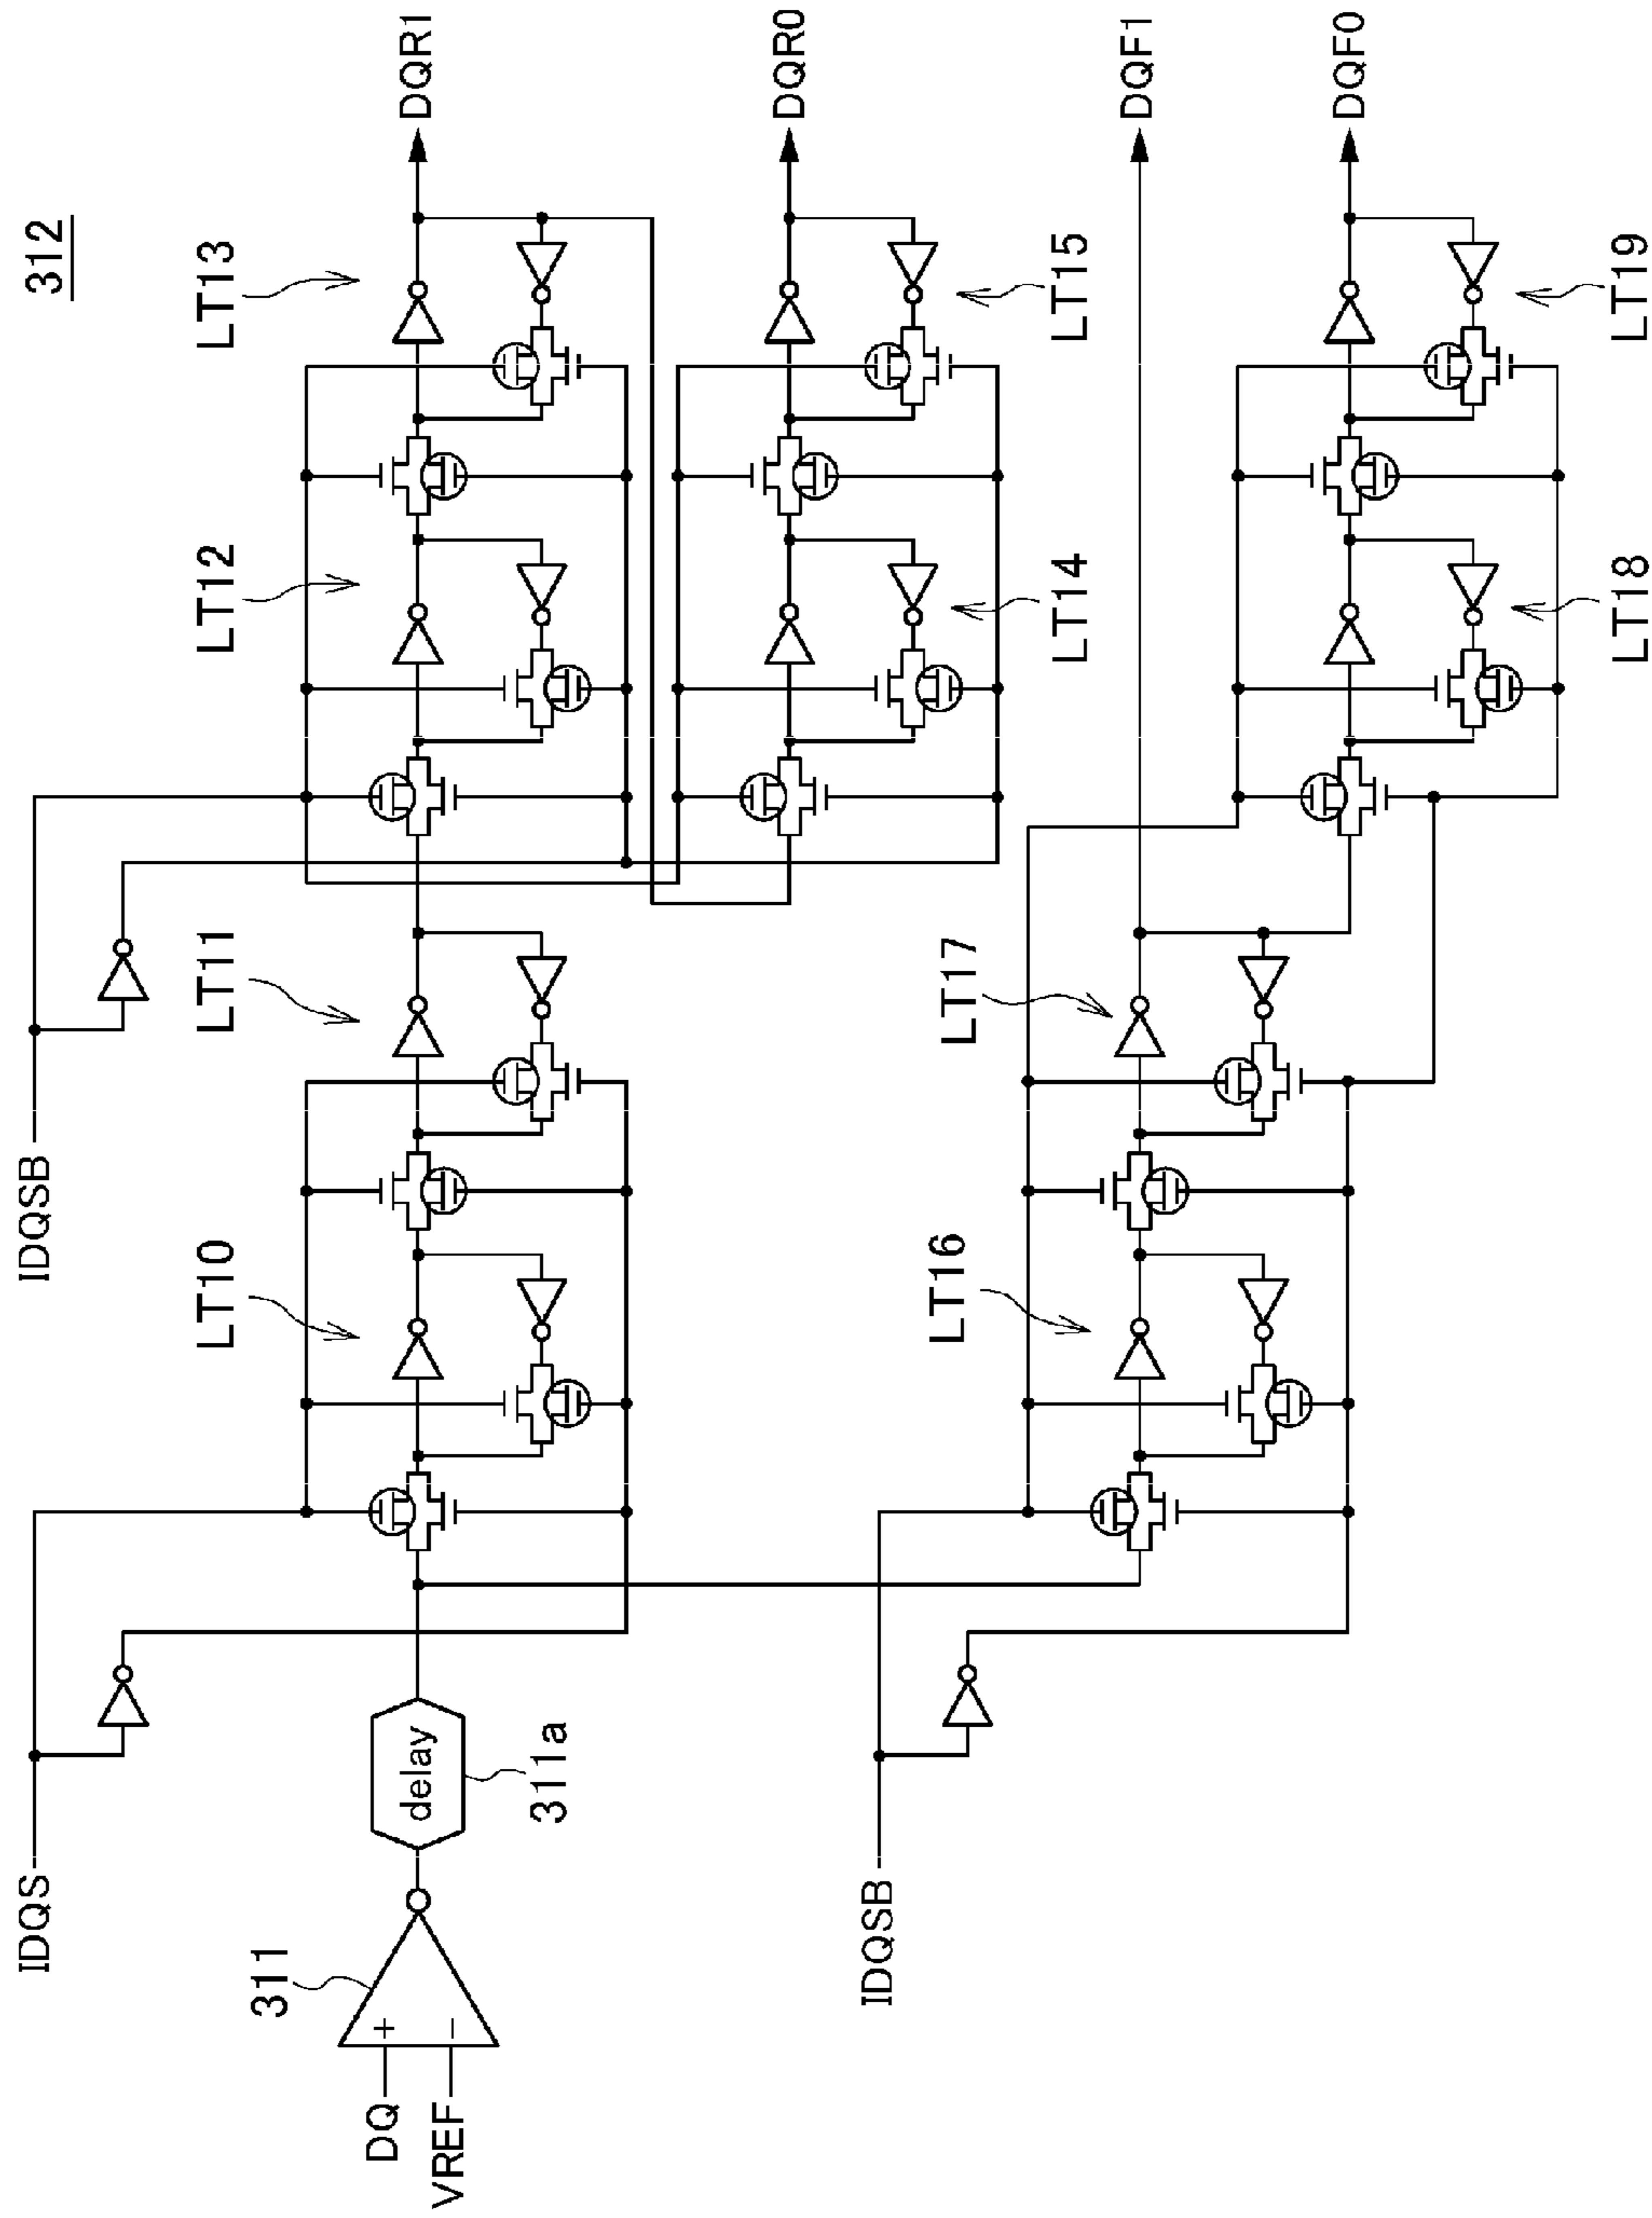 312
IDQS
IDQSB
DQ
VREF
+
−
311
delay
311a
LT10
LT11
LT12
LT13
DQR1
LT14
LT15
DQR0
IDQSB
LT16
LT17
DQF1
LT18
LT19
DQF0